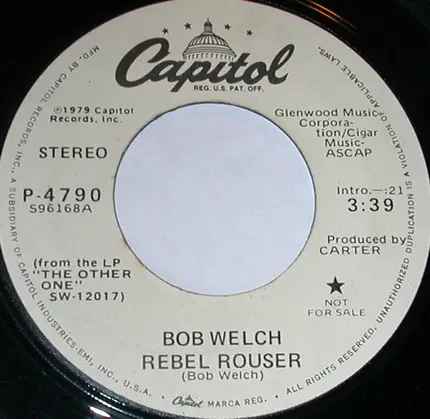 Capitol
REG. U.S. PAT. OFF.
℗1979 Capitol
Records, Inc.
STEREO
P-4790
S96168A
(from the LP
"THE OTHER
ONE"
SW-12017)
Glenwood Music
Corpora-
tion/Cigar
Music-
ASCAP
Intro.—:21
3:39
Produced by
CARTER
★
NOT
FOR SALE
BOB WELCH
REBEL ROUSER
(Bob Welch)
MFD. BY CAPITOL RECORDS, INC., A SUBSIDIARY OF CAPITOL INDUSTRIES-EMI, INC., U.S.A. • Capitol MARCA REG. • ALL RIGHTS RESERVED. UNAUTHORIZED DUPLICATION IS A VIOLATION OF APPLICABLE LAWS.